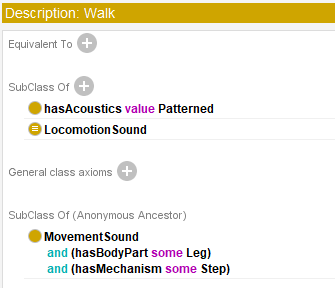 Description: Walk
Equivalent To
SubClass Of
hasAcoustics value Patterned
LocomotionSound
General class axioms
SubClass Of (Anonymous Ancestor)
MovementSound
and (hasBodyPart some Leg)
and (hasMechanism some Step)